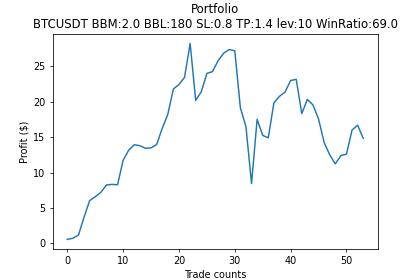 Portfolio
BTCUSDT BBM:2.0 BBL:180 SL:0.8 TP:1.4 lev:10 WinRatio:69.0
25
20
15
10
5
0
Profit ($)
0 10 20 30 40 50
Trade counts